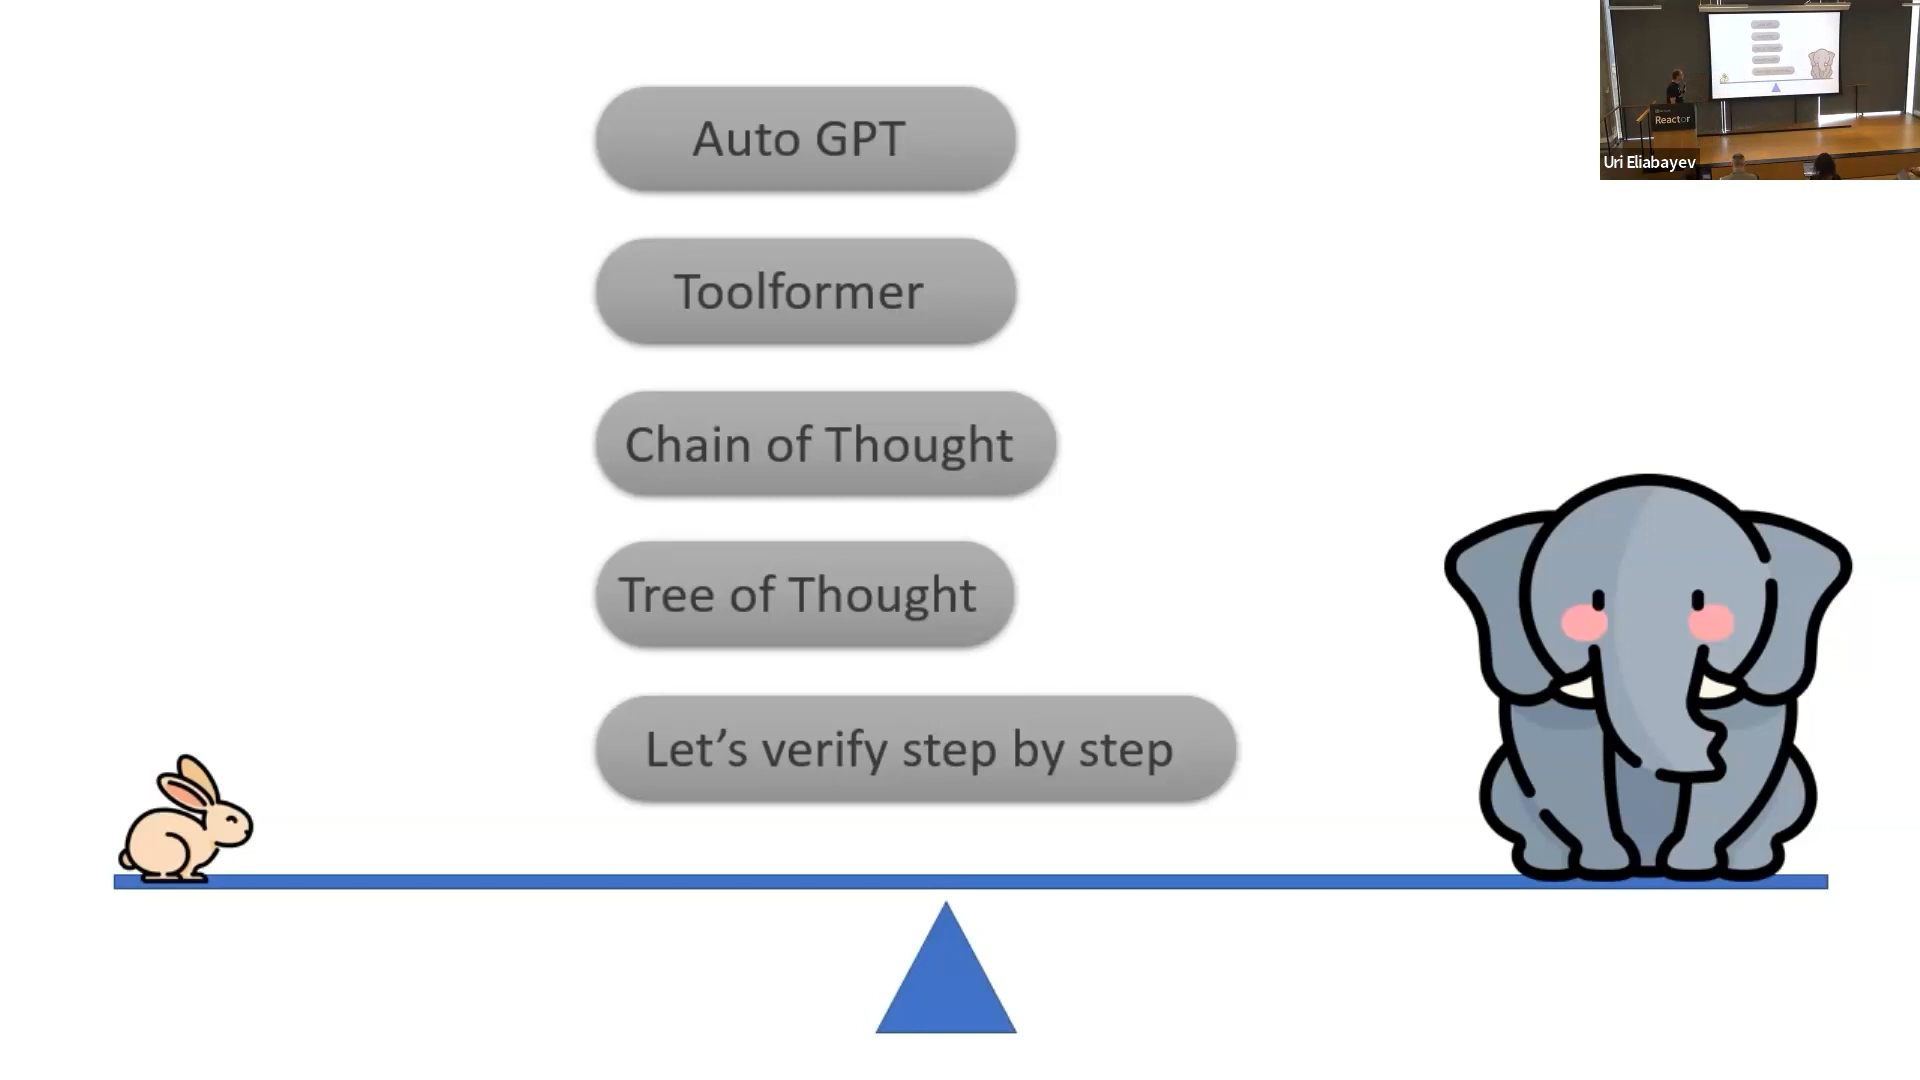 Auto GPT
Toolformer
Chain of Thought
Tree of Thought
Let’s verify step by step
Reactor
Uri Eliabayev